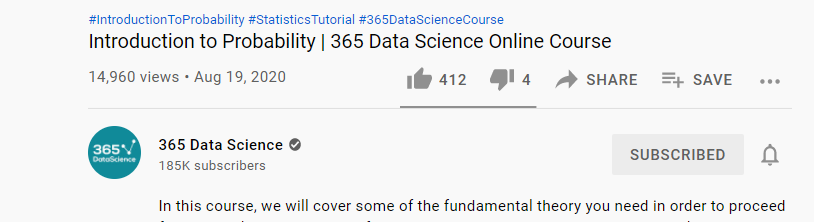 #IntroductionToProbability #StatisticsTutorial #365DataScienceCourse
Introduction to Probability | 365 Data Science Online Course
14,960 views • Aug 19, 2020 412 4 SHARE SAVE
365 DataScience
365 Data Science
185K subscribers
SUBSCRIBED
In this course, we will cover some of the fundamental theory you need in order to proceed